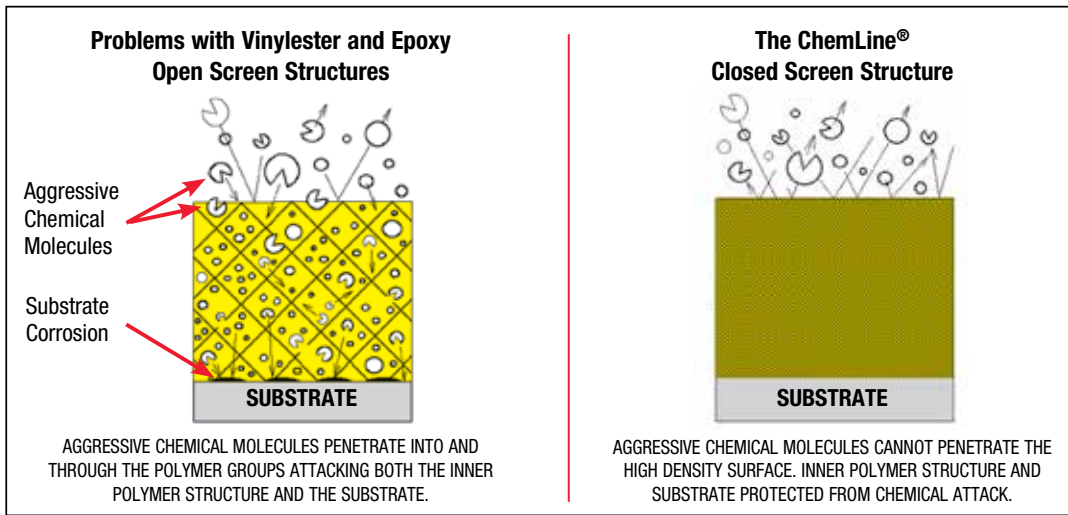 Problems with Vinylester and Epoxy
Open Screen Structures
Aggressive
Chemical
Molecules
Substrate
Corrosion
SUBSTRATE
AGGRESSIVE CHEMICAL MOLECULES PENETRATE INTO AND
THROUGH THE POLYMER GROUPS ATTACKING BOTH THE INNER
POLYMER STRUCTURE AND THE SUBSTRATE.
The ChemLine®
Closed Screen Structure
SUBSTRATE
AGGRESSIVE CHEMICAL MOLECULES CANNOT PENETRATE THE
HIGH DENSITY SURFACE. INNER POLYMER STRUCTURE AND
SUBSTRATE PROTECTED FROM CHEMICAL ATTACK.